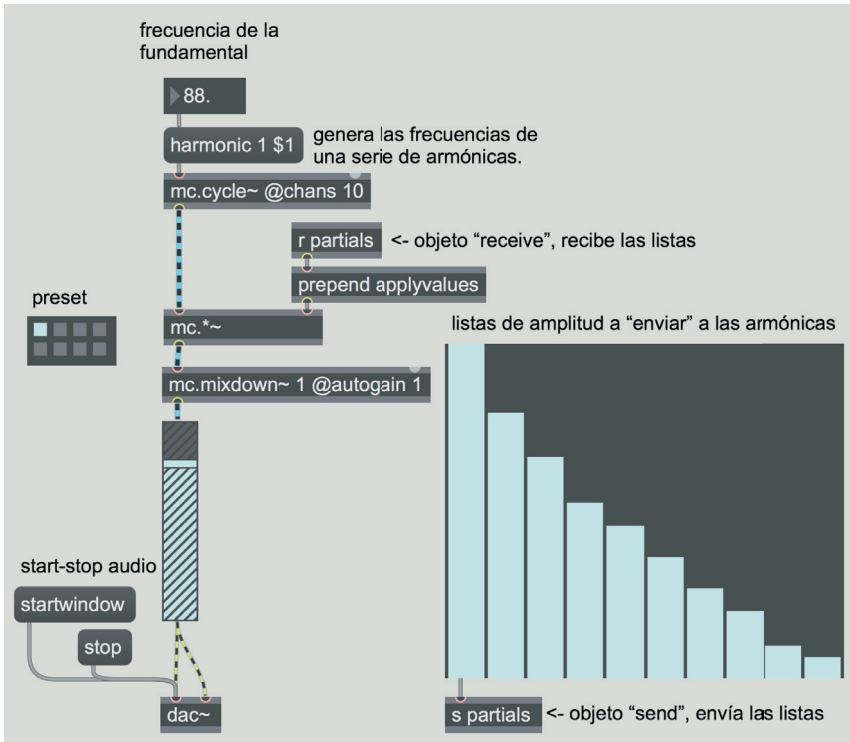 frecuencia de la
fundamental
88.
harmonic 1 $1
genera las frecuencias de
una serie de armónicas.
mc.cycle~ @chans 10
r partials
<- objeto “receive”, recibe las listas
prepend applyvalues
preset
mc.*~
listas de amplitud a “enviar” a las armónicas
mc.mixdown~ 1 @autogain 1
start-stop audio
startwindow
stop
dac~
s partials
<- objeto “send”, envía las listas